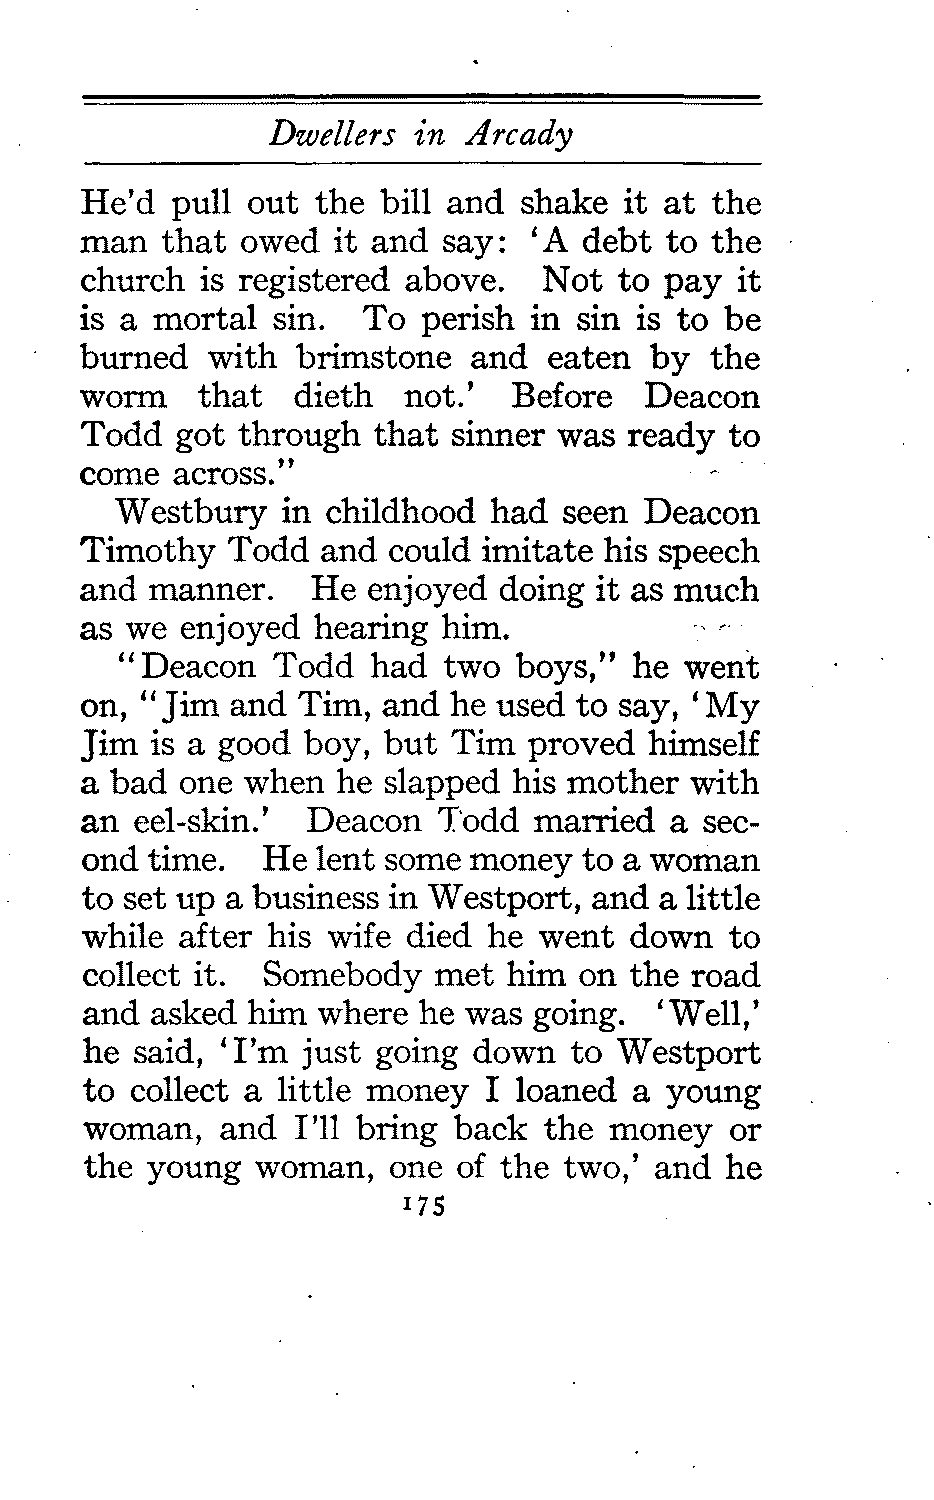 Dwellers in Arcady
He'd pull out the bill and shake it at the
man that owed it and say: 'A debt to the
church is registered above. Not to pay it
is a mortal sin. To perish in sin is to be
burned with brimstone and eaten by the
worm that dieth not.' Before Deacon
Todd got through that sinner was ready to
come across."
Westbury in childhood had seen Deacon
Timothy Todd and could imitate his speech
and manner. He enjoyed doing it as much
as we enjoyed hearing him.
"Deacon Todd had two boys," he went
on, "Jim and Tim, and he used to say, 'My
Jim is a good boy, but Tim proved himself
a bad one when he slapped his mother with
an eel-skin.' Deacon Todd married a sec-
ond time. He lent some money to a woman
to set up a business in Westport, and a little
while after his wife died he went down to
collect it. Somebody met him on the road
and asked him where he was going. 'Well,'
he said, 'I'm just going down to Westport
to collect a little money I loaned a young
woman, and I'll bring back the money or
the young woman, one of the two,' and he
175